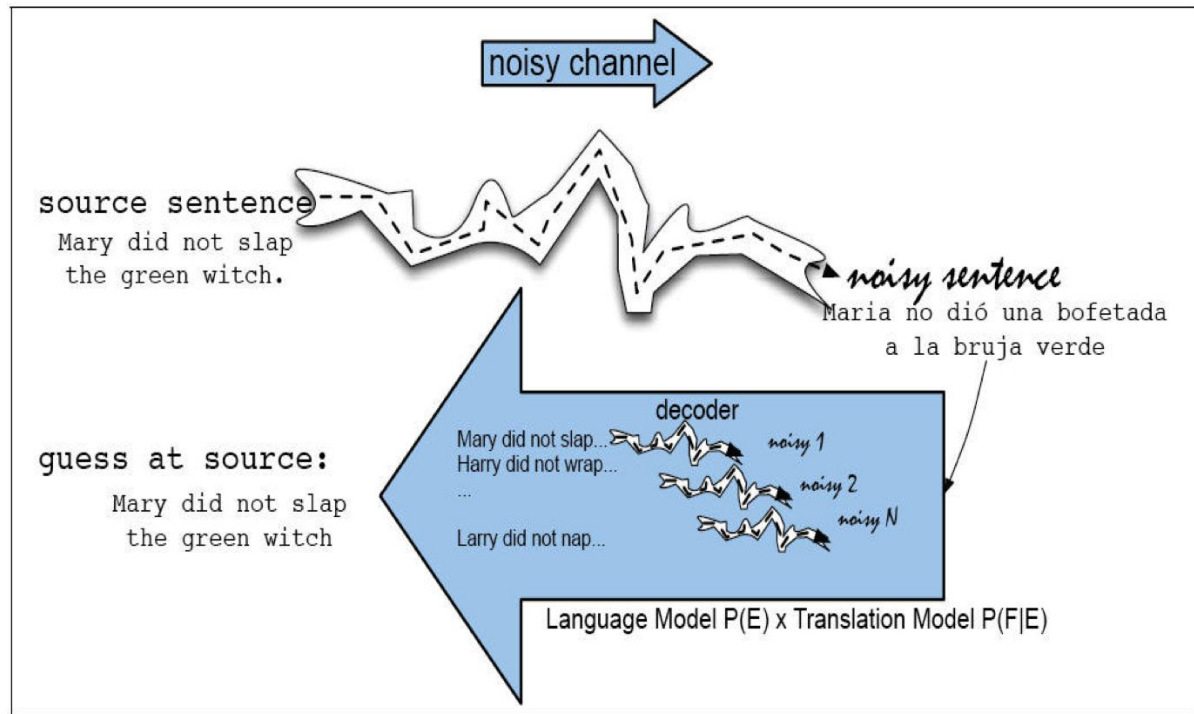 noisy channel
source sentence
Mary did not slap
the green witch.
noisy sentence
Maria no dió una bofetada
a la bruja verde
decoder
Mary did not slap...
noisy 1
Harry did not wrap...
...
noisy 2
noisy N
Larry did not nap...
guess at source:
Mary did not slap
the green witch
Language Model P(E) x Translation Model P(F|E)